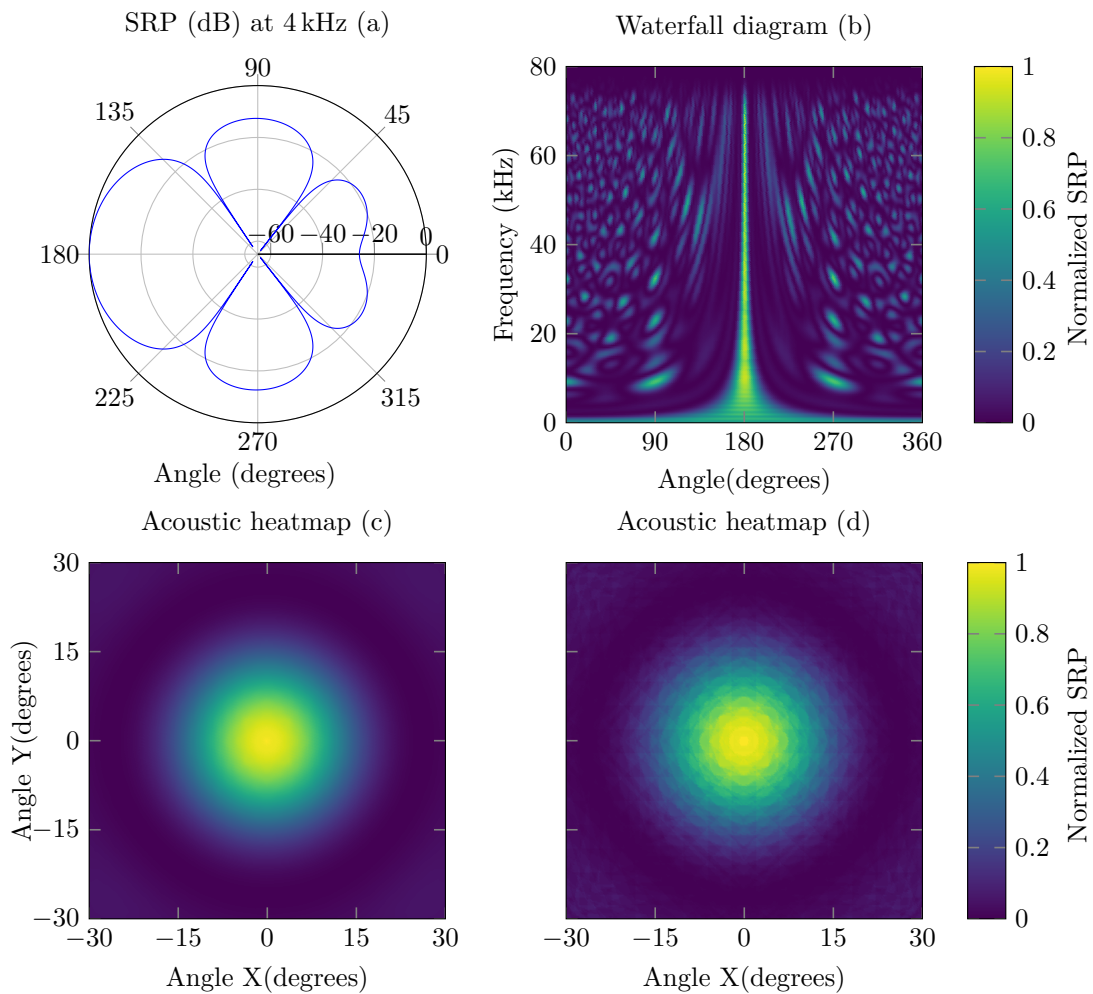 SRP (dB) at 4 kHz (a)
90
135
45
180
−60 −40 −20 0
0
225
315
270
Angle (degrees)
Waterfall diagram (b)
80
60
40
20
0
Frequency (kHz)
0 90 180 270 360
Angle(degrees)
1
0.8
0.6
0.4
0.2
0
Normalized SRP
Acoustic heatmap (c)
30
15
0
−15
−30
Angle Y(degrees)
−30 −15 0 15 30
Angle X(degrees)
Acoustic heatmap (d)
−30 −15 0 15 30
Angle X(degrees)
1
0.8
0.6
0.4
0.2
0
Normalized SRP